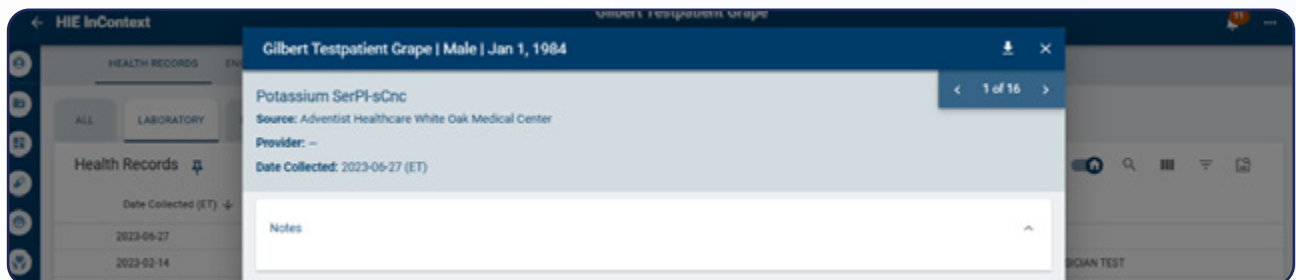 ← HIE InContext
Gilbert Testpatient Grape
11
HEALTH RECORDS
Gilbert Testpatient Grape | Male | Jan 1, 1984
Potassium SerPl-sCnc
1 of 16
Source: Adventist Healthcare White Oak Medical Center
Provider: –
Date Collected: 2023-06-27 (ET)
ALL
LABORATORY
Health Records
Date Collected (ET)
Notes
2023-06-27
2023-02-14
TEST